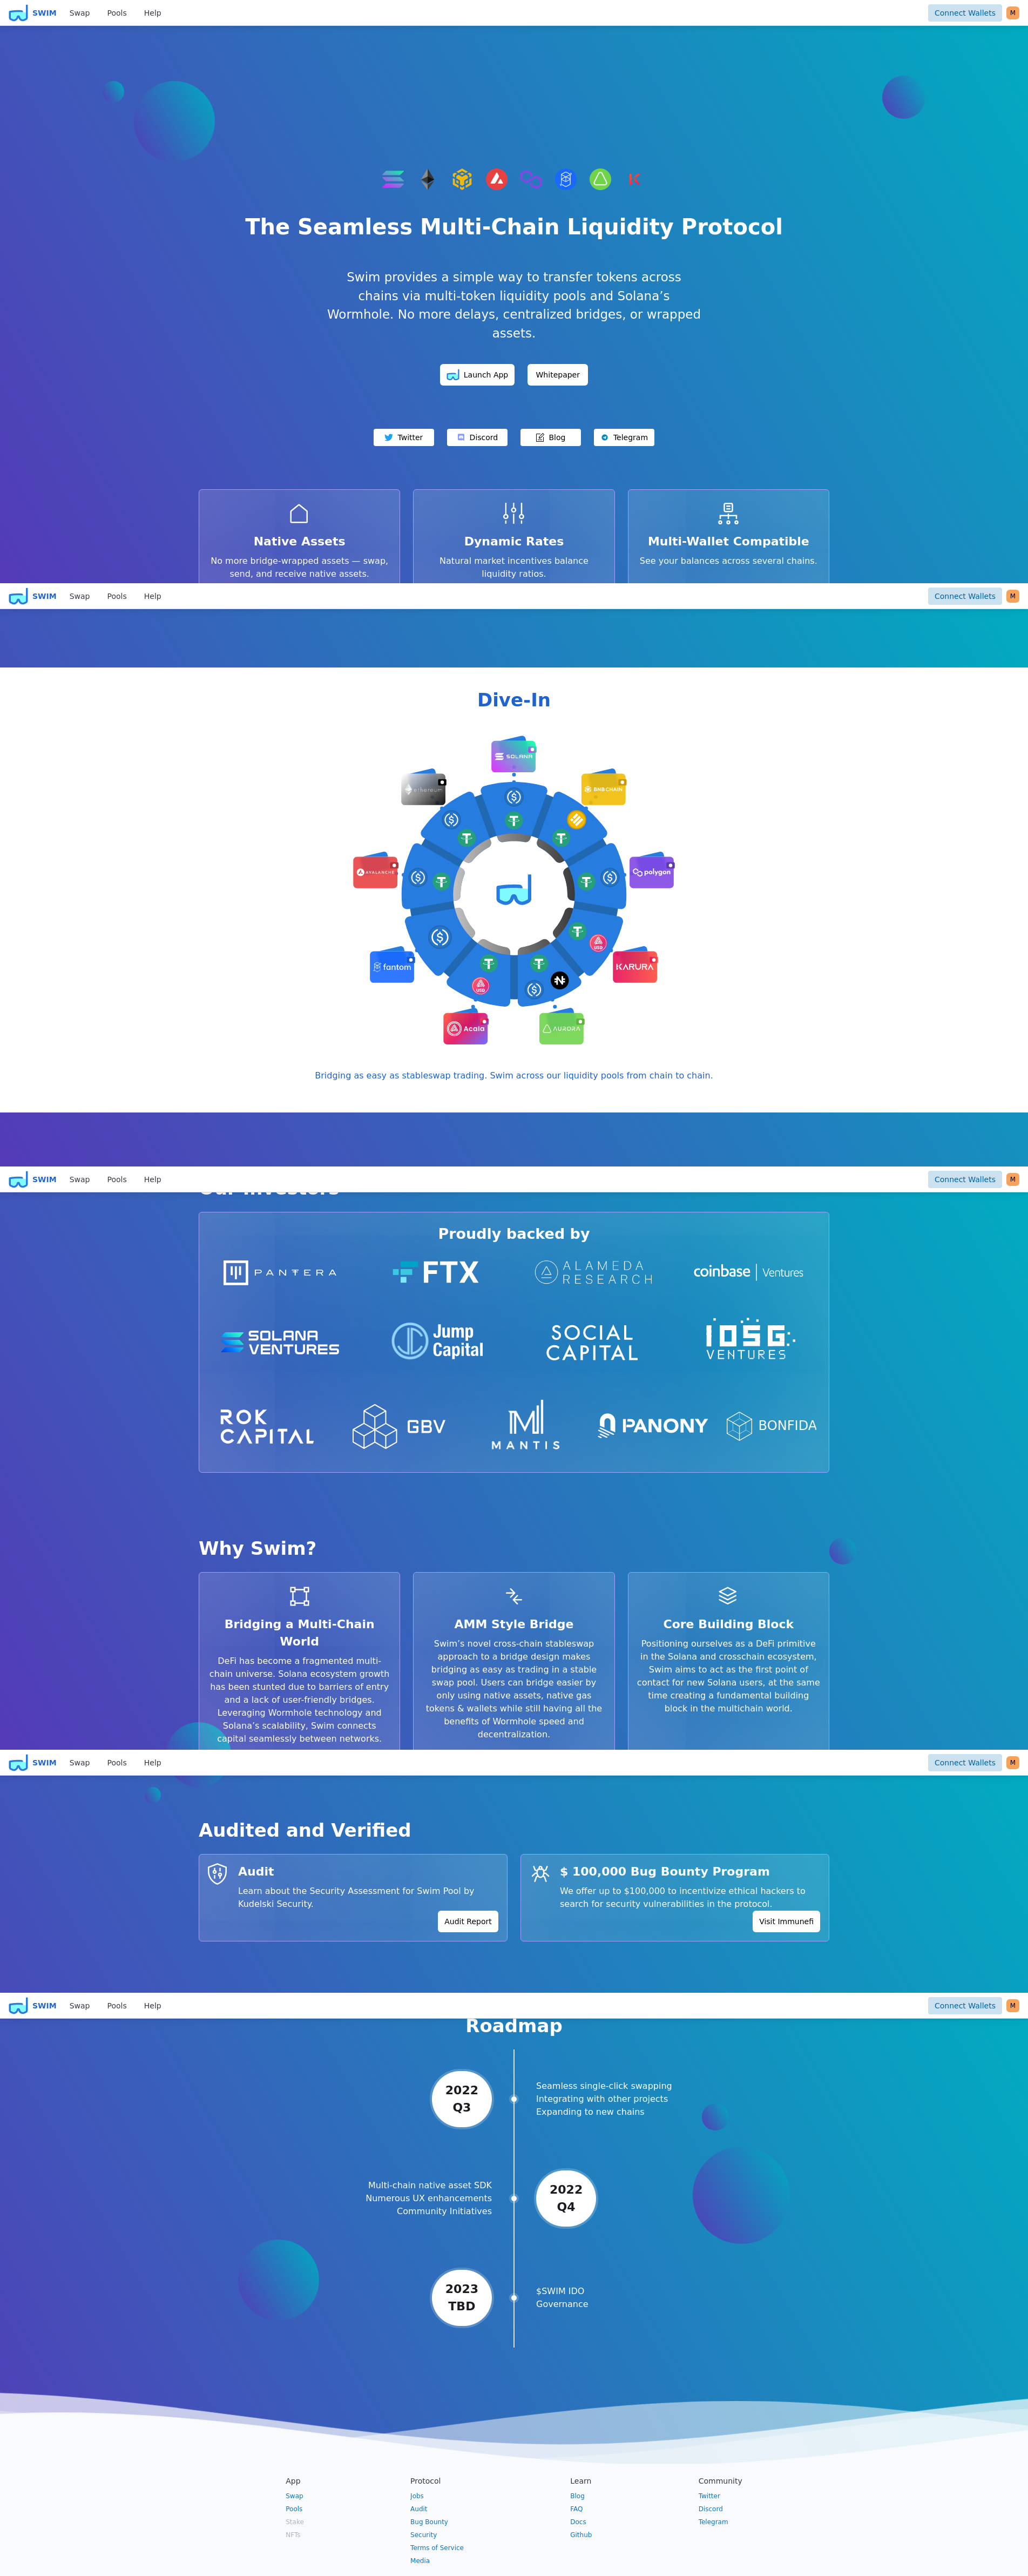 SWIM Swap Pools Help Connect Wallets M
The Seamless Multi-Chain Liquidity Protocol
Swim provides a simple way to transfer tokens across
chains via multi-token liquidity pools and Solana’s
Wormhole. No more delays, centralized bridges, or wrapped
assets.
Launch App Whitepaper
Twitter Discord Blog Telegram
Native Assets
No more bridge-wrapped assets — swap,
send, and receive native assets.
Dynamic Rates
Natural market incentives balance
liquidity ratios.
Multi-Wallet Compatible
See your balances across several chains.
SWIM Swap Pools Help Connect Wallets M
Dive-In
SOLANA
ethereum
BNB CHAIN
AVALANCHE
polygon
fantom
KARURA
Acala
AURORA
Bridging as easy as stableswap trading. Swim across our liquidity pools from chain to chain.
SWIM Swap Pools Help Connect Wallets M
Our Investors
Proudly backed by
PANTERA
FTX
ALAMEDA
RESEARCH
coinbase | Ventures
SOLANA
VENTURES
Jump
Capital
SOCIAL
CAPITAL
IOSG
VENTURES
ROK
CAPITAL
GBV
MANTIS
PANONY
BONFIDA
Why Swim?
Bridging a Multi-Chain
World
DeFi has become a fragmented multi-
chain universe. Solana ecosystem growth
has been stunted due to barriers of entry
and a lack of user-friendly bridges.
Leveraging Wormhole technology and
Solana’s scalability, Swim connects
capital seamlessly between networks.
AMM Style Bridge
Swim’s novel cross-chain stableswap
approach to a bridge design makes
bridging as easy as trading in a stable
swap pool. Users can bridge easier by
only using native assets, native gas
tokens & wallets while still having all the
benefits of Wormhole speed and
decentralization.
Core Building Block
Positioning ourselves as a DeFi primitive
in the Solana and crosschain ecosystem,
Swim aims to act as the first point of
contact for new Solana users, at the same
time creating a fundamental building
block in the multichain world.
SWIM Swap Pools Help Connect Wallets M
Audited and Verified
Audit
Learn about the Security Assessment for Swim Pool by
Kudelski Security.
Audit Report
$ 100,000 Bug Bounty Program
We offer up to $100,000 to incentivize ethical hackers to
search for security vulnerabilities in the protocol.
Visit Immunefi
SWIM Swap Pools Help Connect Wallets M
Roadmap
2022
Q3
Seamless single-click swapping
Integrating with other projects
Expanding to new chains
Multi-chain native asset SDK
Numerous UX enhancements
Community Initiatives
2022
Q4
2023
TBD
$SWIM IDO
Governance
App
Swap
Pools
Stake
NFTs
Protocol
Jobs
Audit
Bug Bounty
Security
Terms of Service
Media
Learn
Blog
FAQ
Docs
Github
Community
Twitter
Discord
Telegram